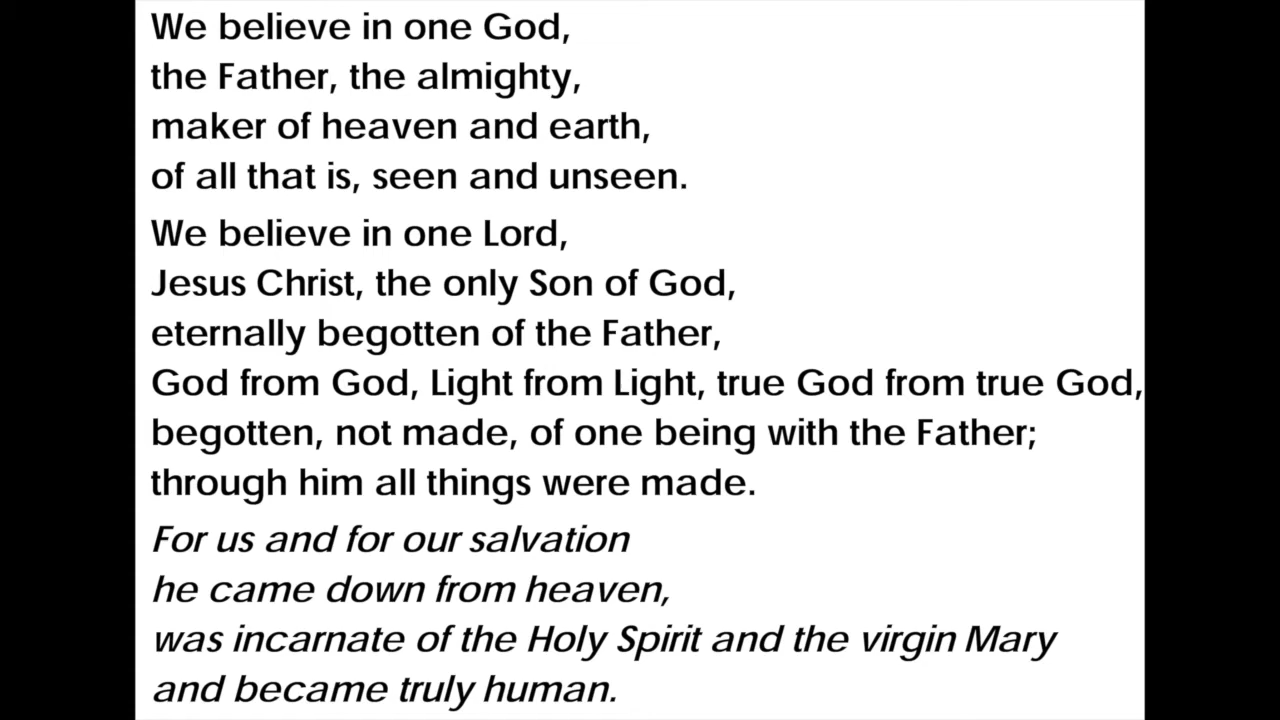 We believe in one God,
the Father, the almighty,
maker of heaven and earth,
of all that is, seen and unseen.
We believe in one Lord,
Jesus Christ, the only Son of God,
eternally begotten of the Father,
God from God, Light from Light, true God from true God,
begotten, not made, of one being with the Father;
through him all things were made.
For us and for our salvation
he came down from heaven,
was incarnate of the Holy Spirit and the virgin Mary
and became truly human.